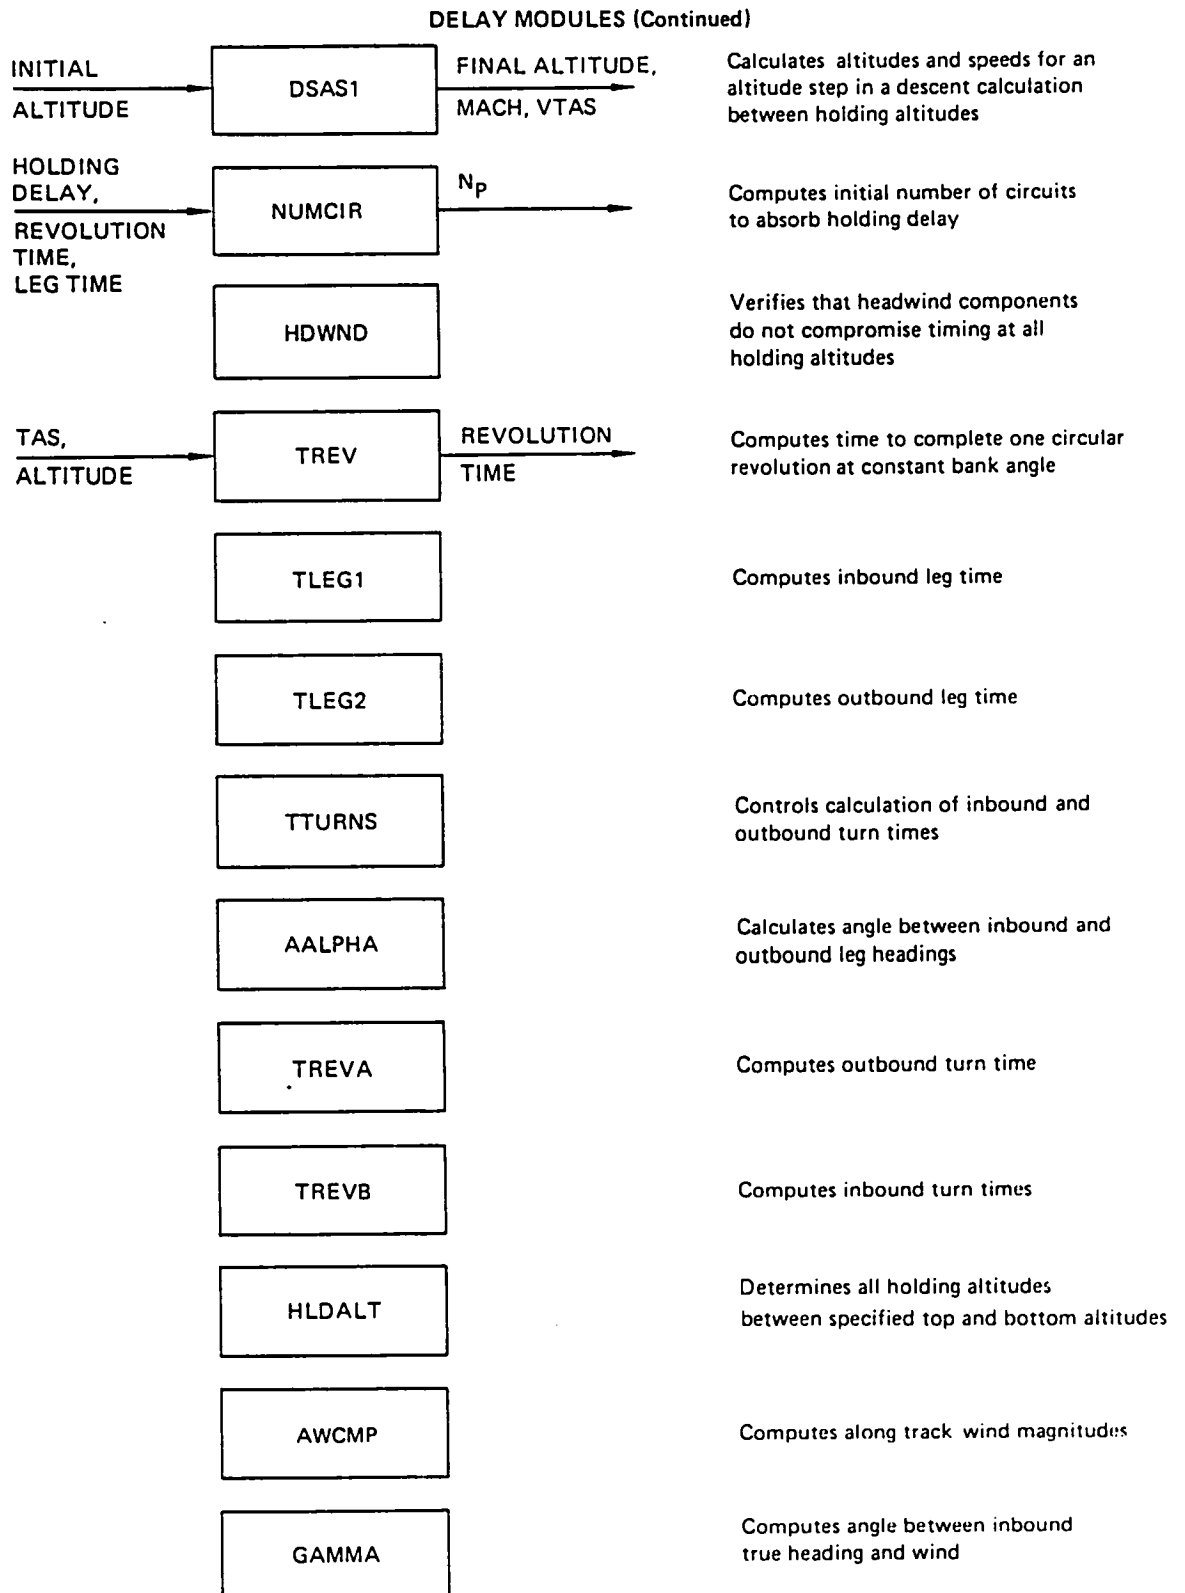 DELAY MODULES (Continued)
INITIAL
ALTITUDE
DSAS1
FINAL ALTITUDE,
MACH, VTAS
Calculates altitudes and speeds for an
altitude step in a descent calculation
between holding altitudes
HOLDING
DELAY,
REVOLUTION
TIME,
LEG TIME
NUMCIR
Np
Computes initial number of circuits
to absorb holding delay
HDWND
Verifies that headwind components
do not compromise timing at all
holding altitudes
TAS,
ALTITUDE
TREV
REVOLUTION
TIME
Computes time to complete one circular
revolution at constant bank angle
TLEG1
Computes inbound leg time
TLEG2
Computes outbound leg time
TTURNS
Controls calculation of inbound and
outbound turn times
AALPHA
Calculates angle between inbound and
outbound leg headings
TREVA
Computes outbound turn time
TREVB
Computes inbound turn times
HLDALT
Determines all holding altitudes
between specified top and bottom altitudes
AWCMP
Computes along track wind magnitudes
GAMMA
Computes angle between inbound
true heading and wind